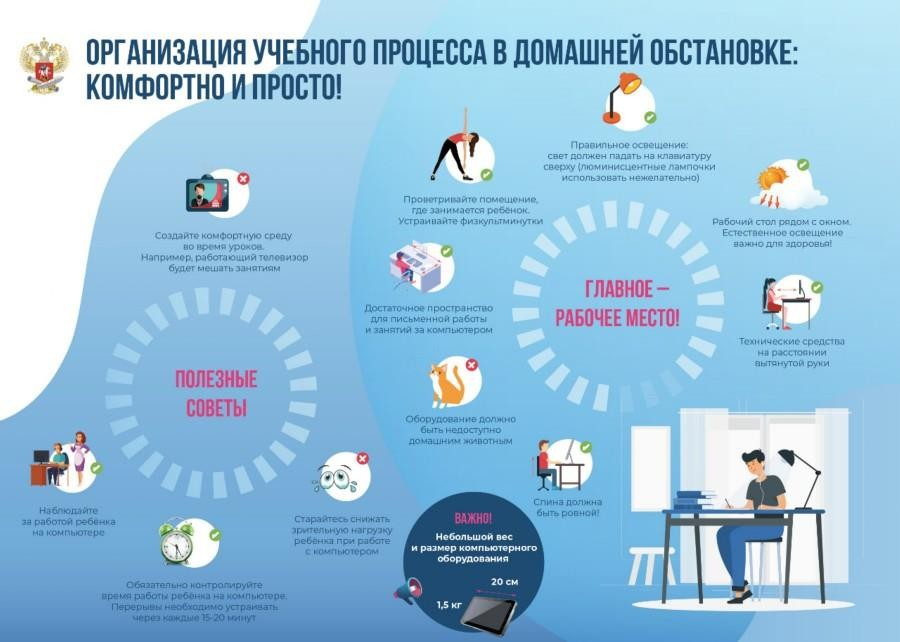 ОРГАНИЗАЦИЯ УЧЕБНОГО ПРОЦЕССА В ДОМАШНЕЙ ОБСТАНОВКЕ:
КОМФОРТНО И ПРОСТО!
Создайте комфортную среду
во время уроков.
Например, работающий телевизор
будет мешать занятиям
ПОЛЕЗНЫЕ
СОВЕТЫ
Наблюдайте
за работой ребёнка
на компьютере
Обязательно контролируйте
время работы ребёнка на компьютере.
Перерывы необходимо устраивать
через каждые 15-20 минут
Старайтесь снижать
зрительную нагрузку
ребёнка при работе
с компьютером
Проветривайте помещение,
где занимается ребёнок.
Устраивайте физкультминутки
Правильное освещение:
свет должен падать на клавиатуру
сверху (люминисцентные лампочки
использовать нежелательно)
Рабочий стол рядом с окном.
Естественное освещение
важно для здоровья!
Достаточное пространство
для письменной работы
и занятий за компьютером
ГЛАВНОЕ –
РАБОЧЕЕ МЕСТО!
Технические средства
на расстоянии
вытянутой руки
Оборудование должно
быть недоступно
домашним животным
Спина должна
быть ровной!
ВАЖНО!
Небольшой вес
и размер компьютерного
оборудования
20 см
1,5 кг